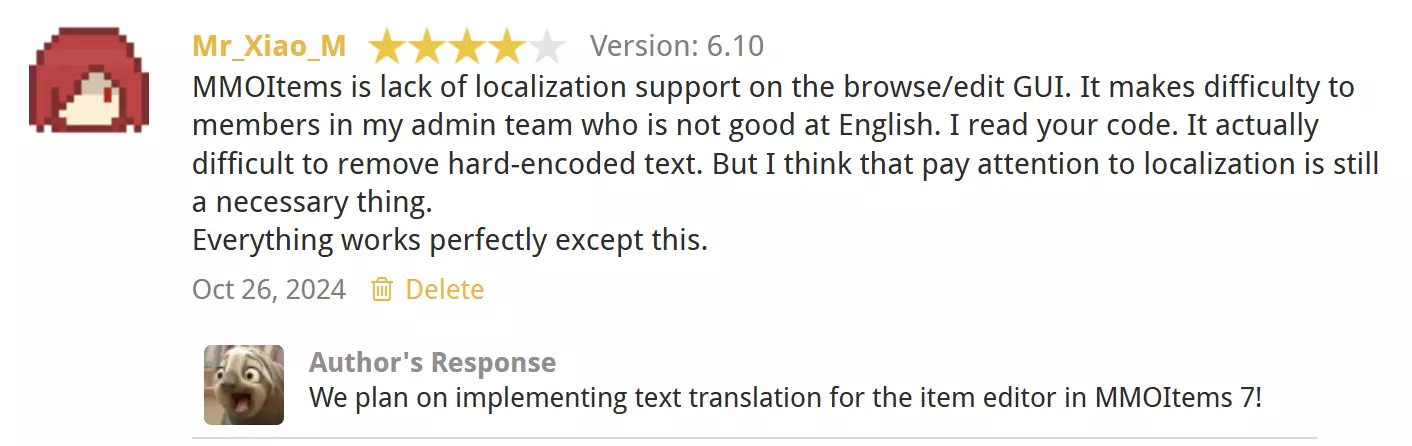 Mr_Xiao_M Version: 6.10
MMOItems is lack of localization support on the browse/edit GUI. It makes difficulty to
members in my admin team who is not good at English. I read your code. It actually
difficult to remove hard-encoded text. But I think that pay attention to localization is still
a necessary thing.
Everything works perfectly except this.
Oct 26, 2024 Delete
Author's Response
We plan on implementing text translation for the item editor in MMOItems 7!